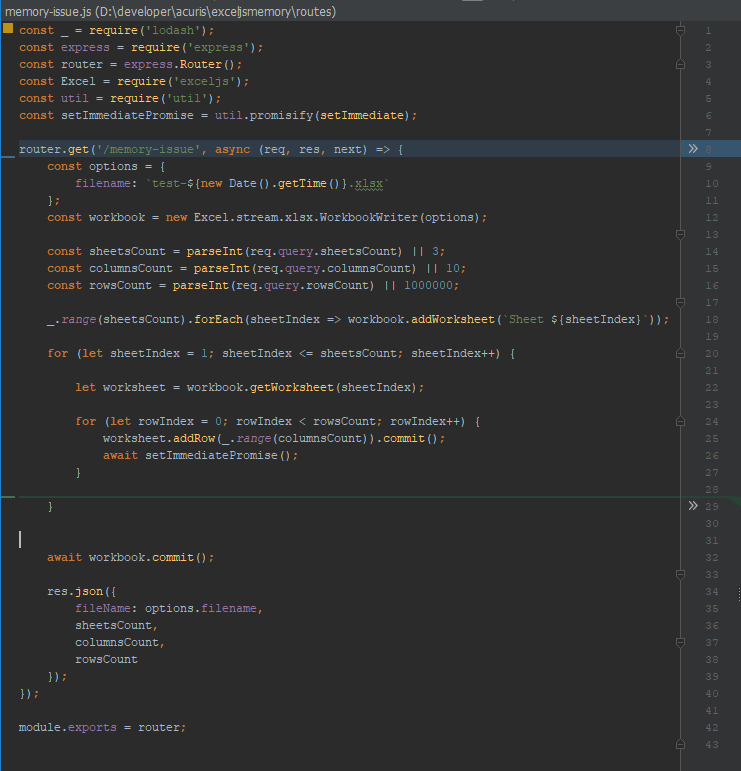 memory-issue.js (D:\developer\acuris\exceljsmemory\routes)
const _ = require('lodash'); 1
const express = require('express'); 2
const router = express.Router(); 3
const Excel = require('exceljs'); 4
const util = require('util'); 5
const setImmediatePromise = util.promisify(setImmediate); 6
7
router.get('/memory-issue', async (req, res, next) => { 8
const options = { 9
filename: `test-${new Date().getTime()}.xlsx` 10
}; 11
const workbook = new Excel.stream.xlsx.WorkbookWriter(options); 12
13
const sheetsCount = parseInt(req.query.sheetsCount) || 3; 14
const columnsCount = parseInt(req.query.columnsCount) || 10; 15
const rowsCount = parseInt(req.query.rowsCount) || 1000000; 16
17
_.range(sheetsCount).forEach(sheetIndex => workbook.addWorksheet(`Sheet ${sheetIndex}`)); 18
19
for (let sheetIndex = 1; sheetIndex <= sheetsCount; sheetIndex++) { 20
21
let worksheet = workbook.getWorksheet(sheetIndex); 22
23
for (let rowIndex = 0; rowIndex < rowsCount; rowIndex++) { 24
worksheet.addRow(_.range(columnsCount)).commit(); 25
await setImmediatePromise(); 26
} 27
28
} 29
30
31
await workbook.commit(); 32
33
res.json({ 34
fileName: options.filename, 35
sheetsCount, 36
columnsCount, 37
rowsCount 38
}); 39
}); 40
41
module.exports = router; 42
43